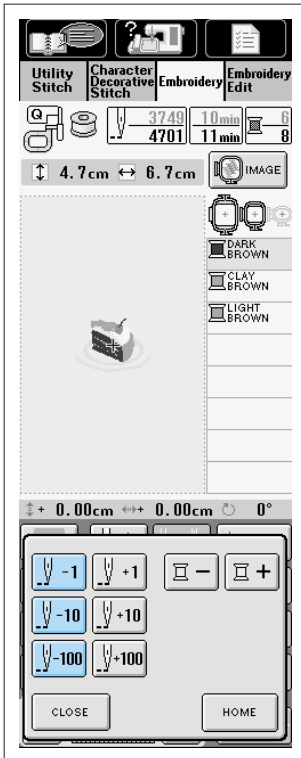 Utility Stitch
Character Decorative Stitch
Embroidery
Embroidery Edit
Q
3749
4701
10min
11min
6
8
4.7cm
6.7cm
IMAGE
DARK BROWN
CLAY BROWN
LIGHT BROWN
+ 0.00cm
+ 0.00cm
0°
-1
+1
-10
+10
-100
+100
CLOSE
HOME